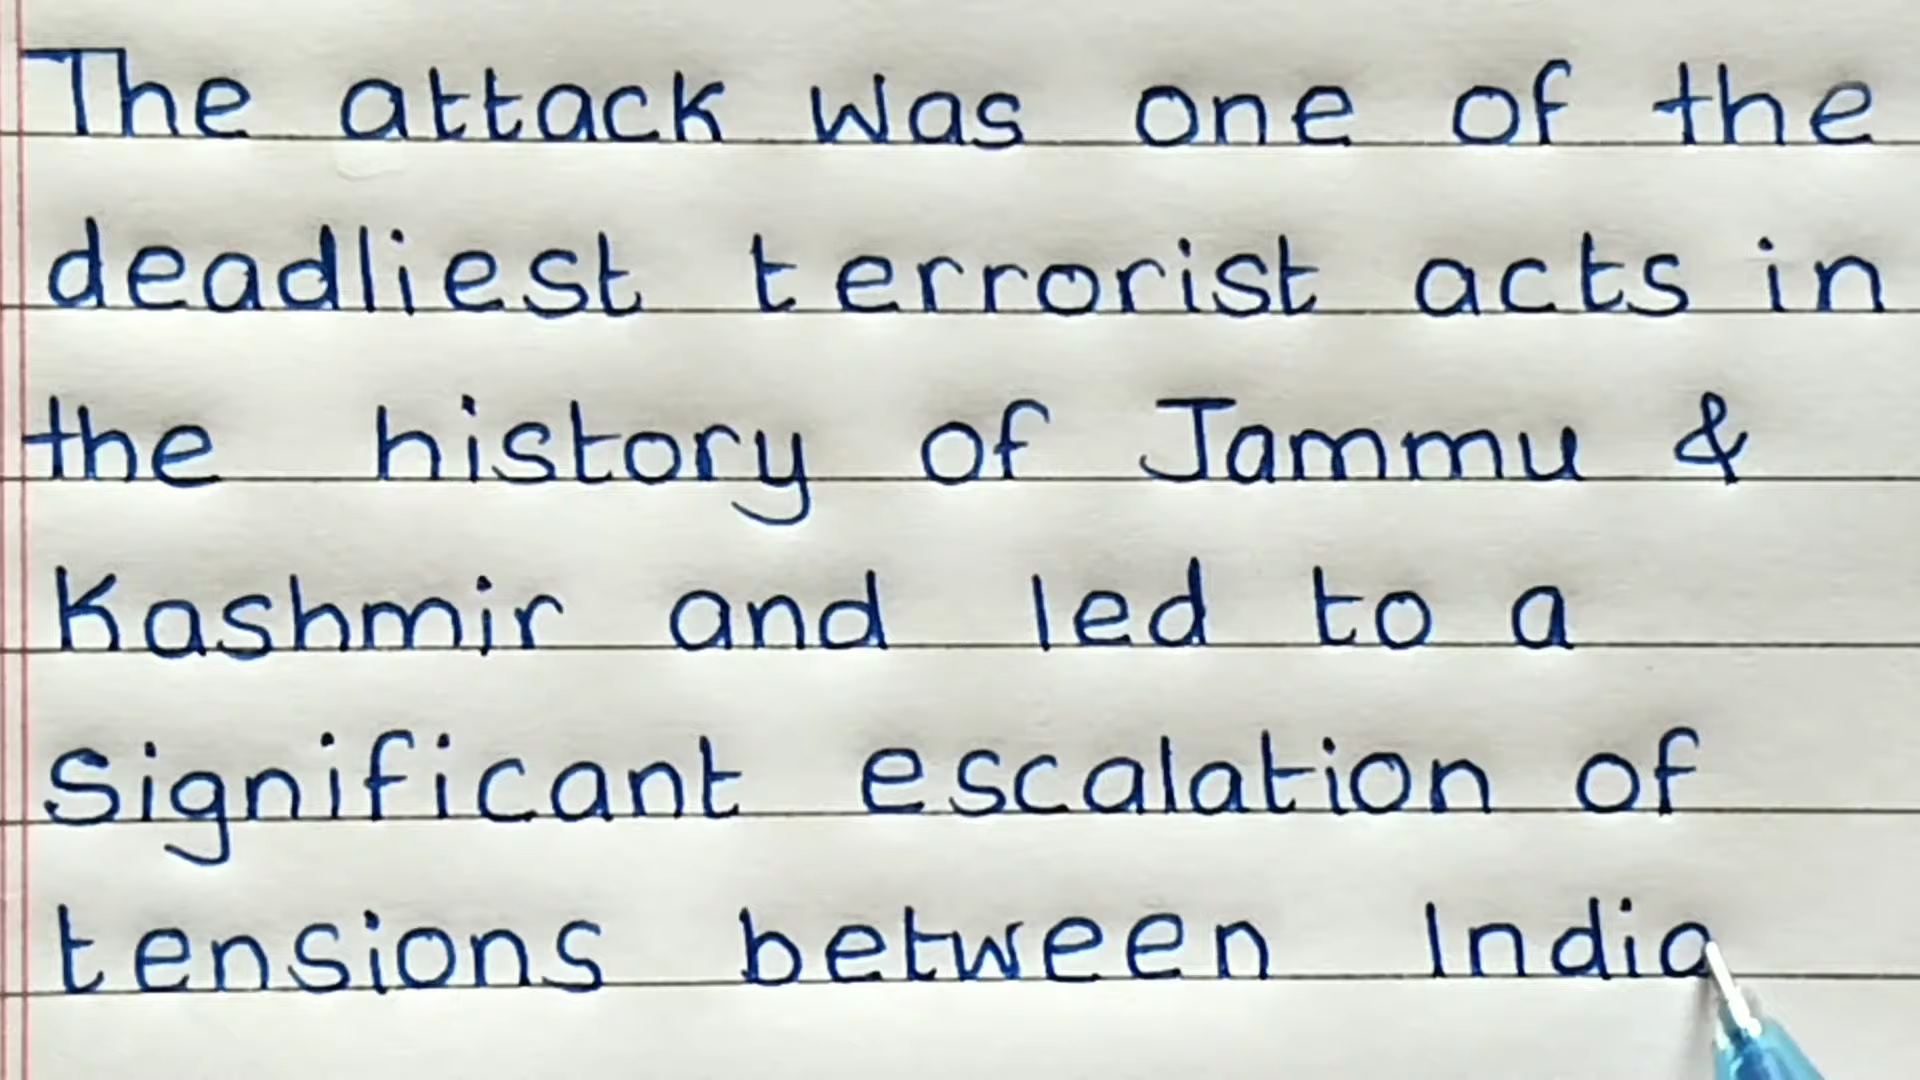 The attack was one of the
deadliest terrorist acts in
the history of Jammu &
Kashmir and led to a
Significant escalation of
tensions between India